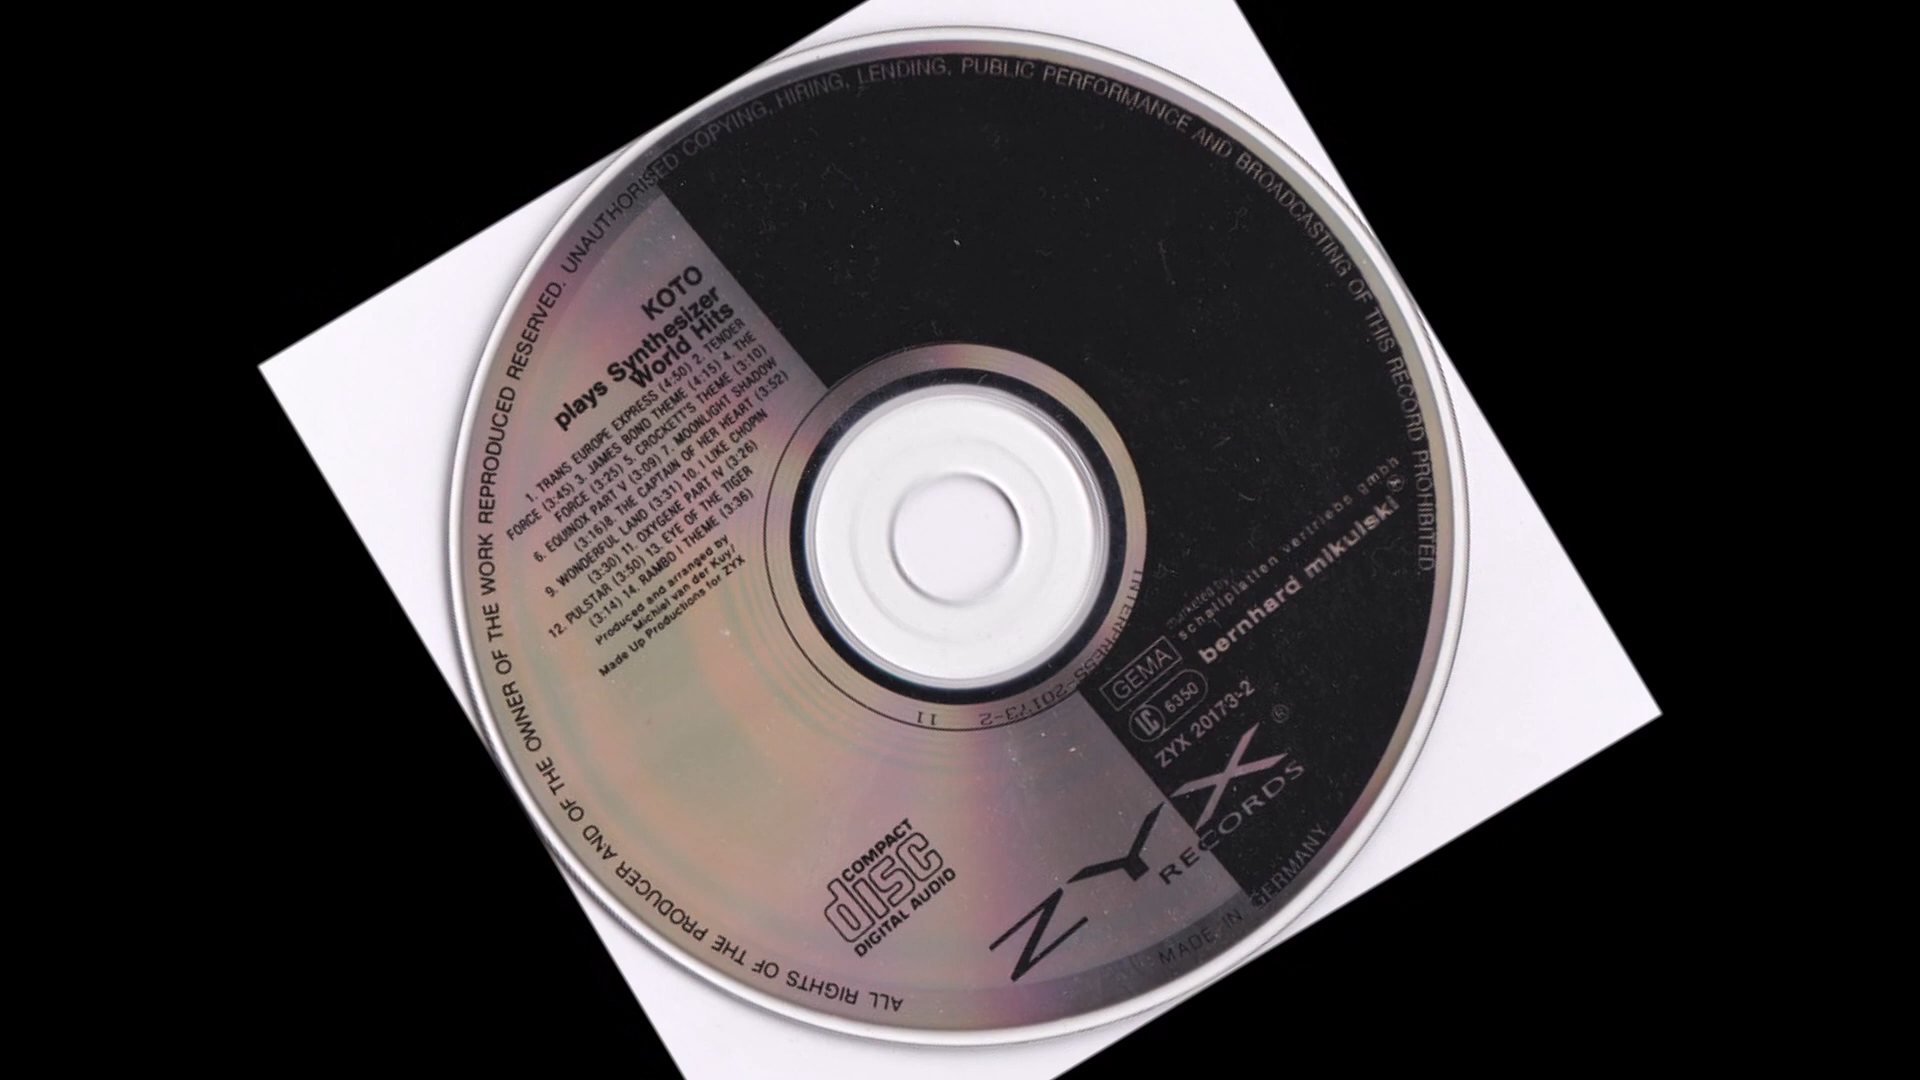 ALL RIGHTS OF THE PRODUCER AND OF THE OWNER OF THE WORK REPRODUCED RESERVED. UNAUTHORISED COPYING, HIRING, LENDING, PUBLIC PERFORMANCE AND BROADCASTING OF THIS RECORD PROHIBITED.
KOTO
plays Synthesizer
World Hits
1. TRANS EUROPE EXPRESS (4:50) 2. TENDER
FORCE (3:45) 3. JAMES BOND THEME (4:15) 4. THE
FORCE (3:25) 5. CROCKETT'S THEME (3:10)
6. EQUINOX PART V (3:09) 7. MOONLIGHT SHADOW
(3:16)8. THE CAPTAIN OF HER HEART (3:52)
9. WONDERFUL LAND (3:31) 10. I LIKE CHOPIN
(3:30) 11. OXYGENE PART IV (3:26)
12. PULSTAR (3:50) 13. EYE OF THE TIGER
(3:14) 14. RAMBO I THEME (3:36)
Produced and arranged by
Michiel van der Kuy/
Made Up Productions for ZYX
INTERPRESS-20173-2 11
marketed by
schallplatten vertriebs gmbh
bernhard mikulski ®
GEMA
LC 6350
ZYX 20173-2
ZYX ®
RECORDS
COMPACT
disc
DIGITAL AUDIO
MADE IN GERMANY